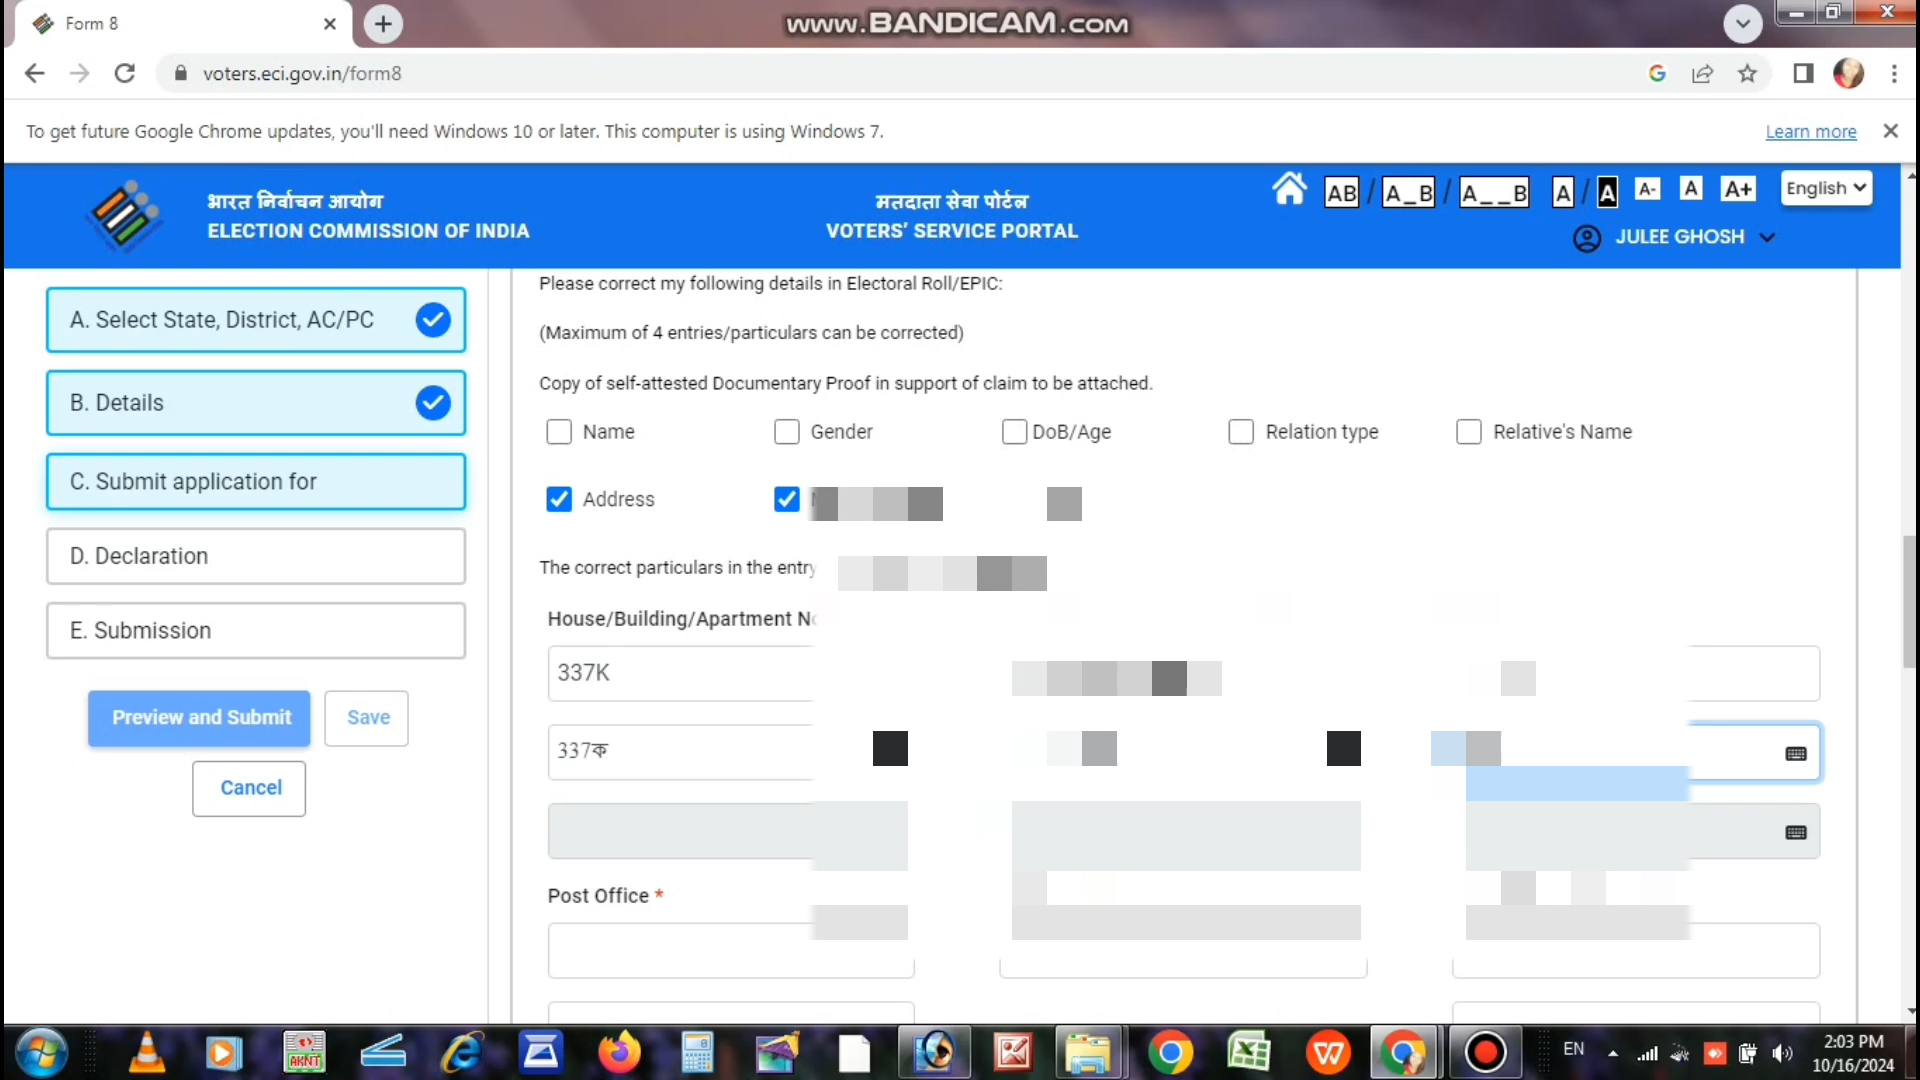 Form 8
www.BANDICAM.com
voters.eci.gov.in/form8
To get future Google Chrome updates, you'll need Windows 10 or later. This computer is using Windows 7.
Learn more
भारत निर्वाचन आयोग
ELECTION COMMISSION OF INDIA
मतदाता सेवा पोर्टल
VOTERS' SERVICE PORTAL
AB / A_B / A__B A / A A- A A+ English
JULEE GHOSH
A. Select State, District, AC/PC
B. Details
C. Submit application for
D. Declaration
E. Submission
Preview and Submit
Save
Cancel
Please correct my following details in Electoral Roll/EPIC:
(Maximum of 4 entries/particulars can be corrected)
Copy of self-attested Documentary Proof in support of claim to be attached.
Name Gender DoB/Age Relation type Relative's Name
Address
The correct particulars in the entry
House/Building/Apartment
337K
337ক
Post Office *
AKNT
EN
2:03 PM
10/16/2024